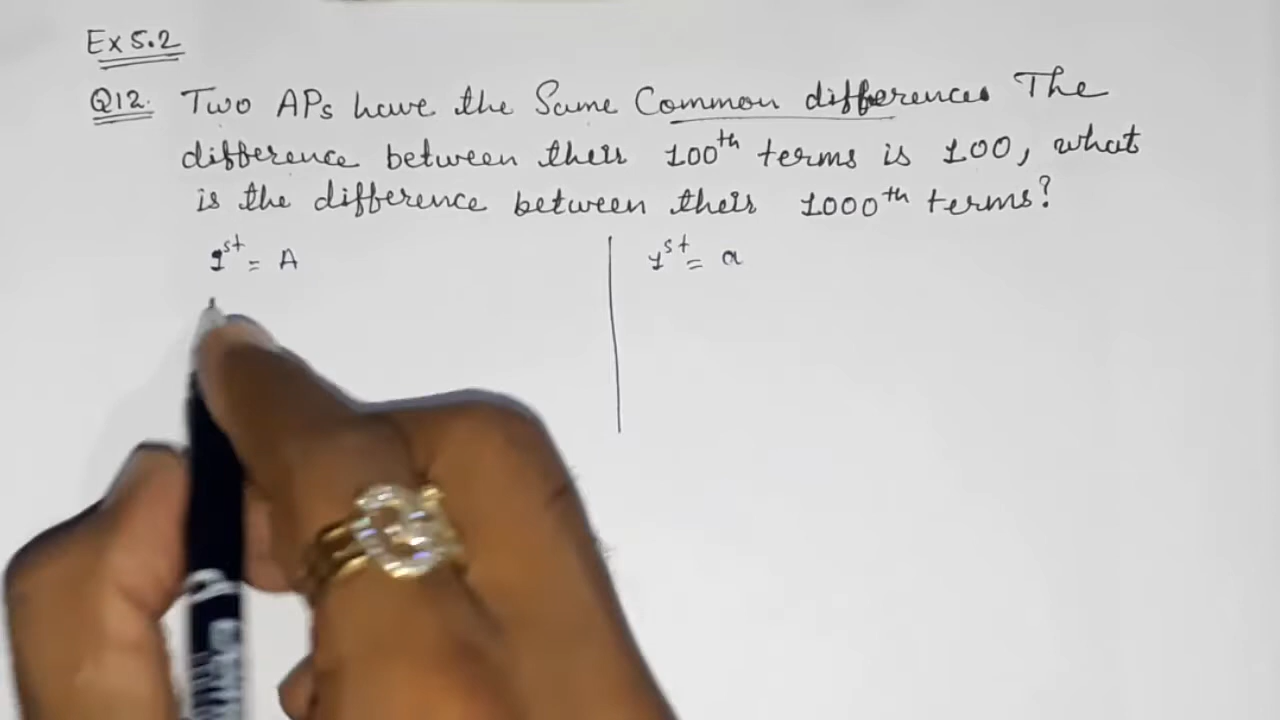 Ex 5.2
Q12. Two APs have the Same Common difference. The
difference between their 100th terms is 100, what
is the difference between their 1000th terms?
1st = A
1st = a